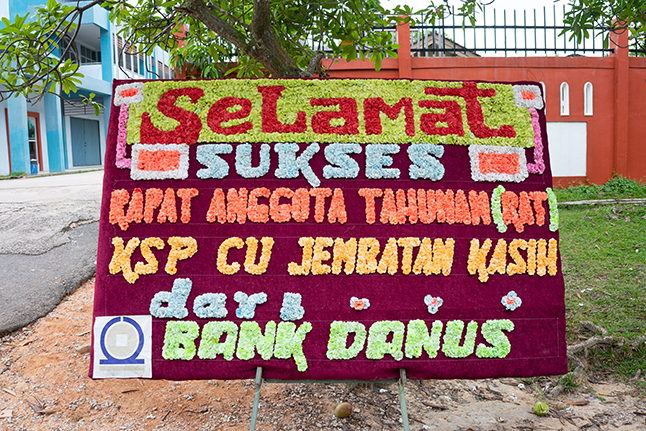 Selamat
SUKSES
RAPAT ANGGOTA TAHUNAN (RAT)
KSP CU JEMBATAN KASIH
dari
BANK DANUS